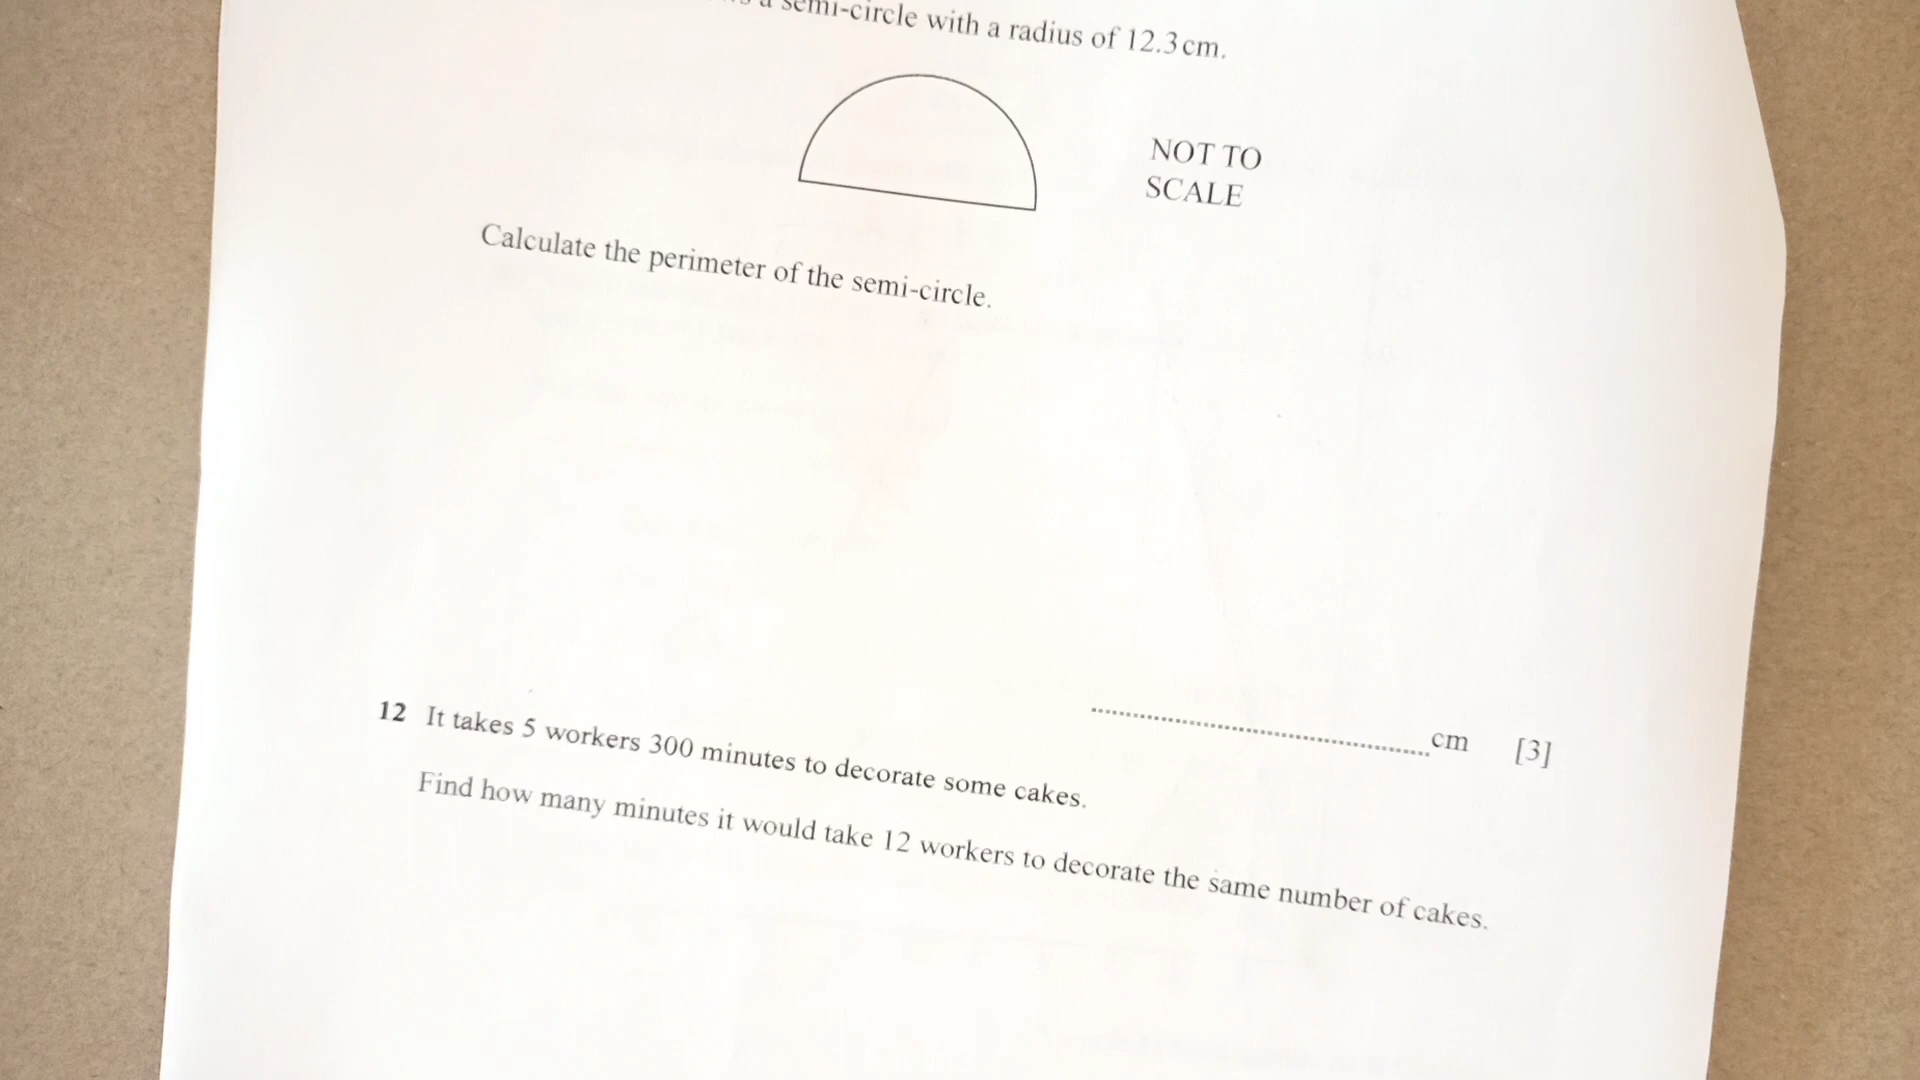 a semi-circle with a radius of 12.3 cm.
NOT TO
SCALE
Calculate the perimeter of the semi-circle.
cm [3]
12 It takes 5 workers 300 minutes to decorate some cakes.
Find how many minutes it would take 12 workers to decorate the same number of cakes.